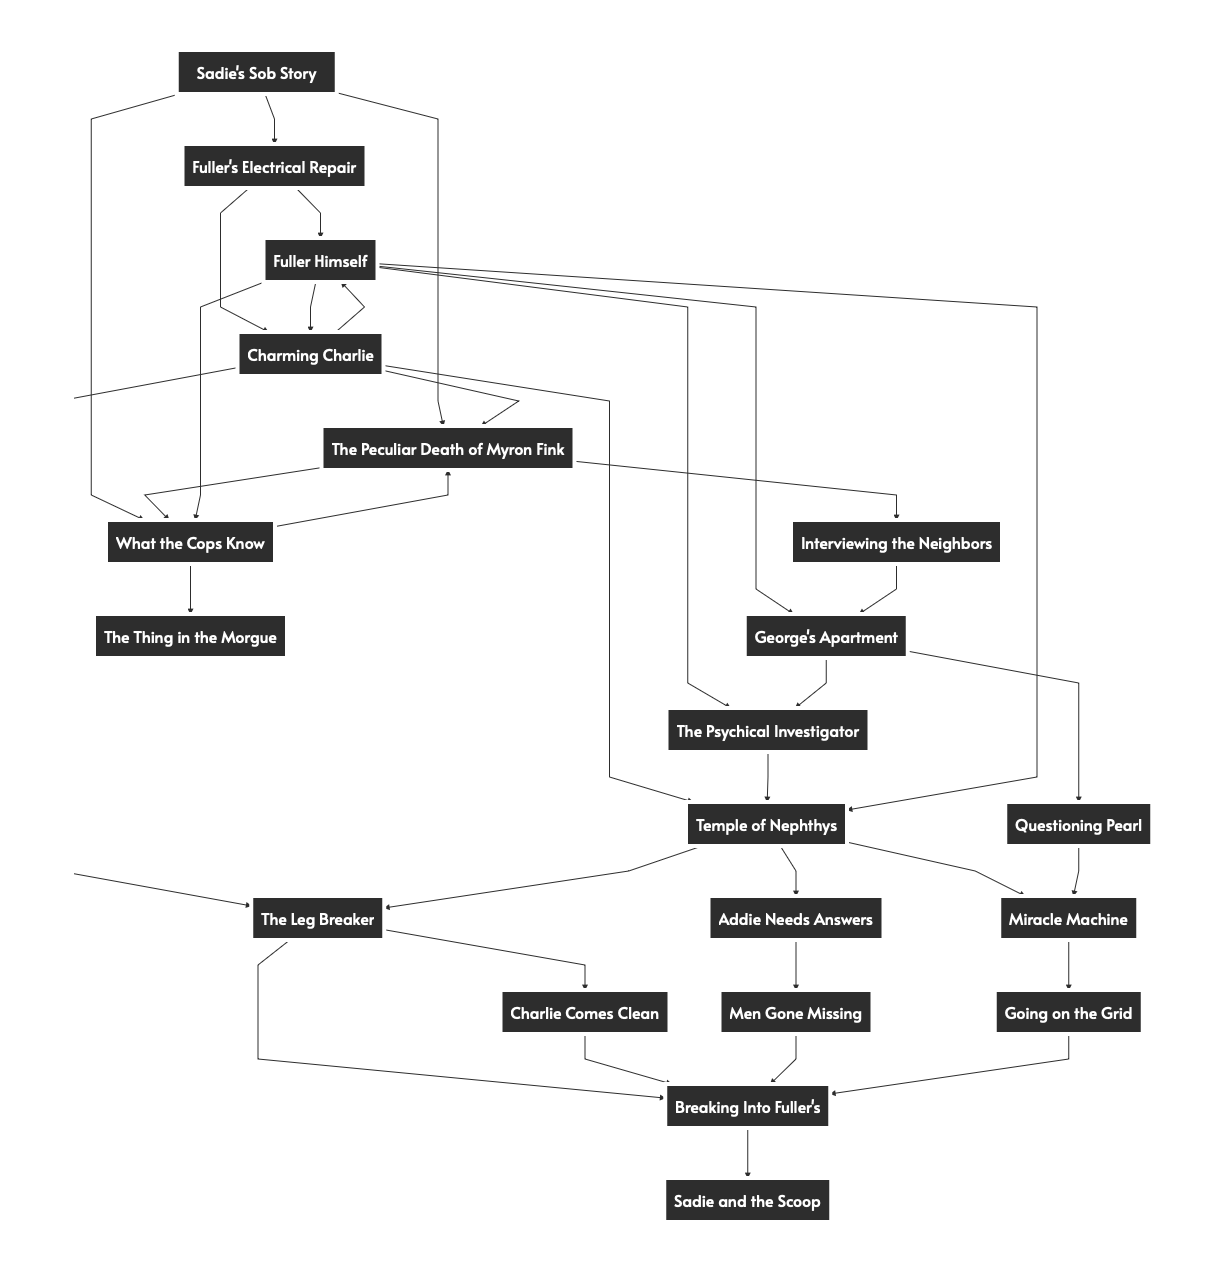 Sadie's Sob Story
Fuller's Electrical Repair
Fuller Himself
Charming Charlie
The Peculiar Death of Myron Fink
What the Cops Know
Interviewing the Neighbors
The Thing in the Morgue
George's Apartment
The Psychical Investigator
Temple of Nephthys
Questioning Pearl
The Leg Breaker
Addie Needs Answers
Miracle Machine
Charlie Comes Clean
Men Gone Missing
Going on the Grid
Breaking Into Fuller's
Sadie and the Scoop